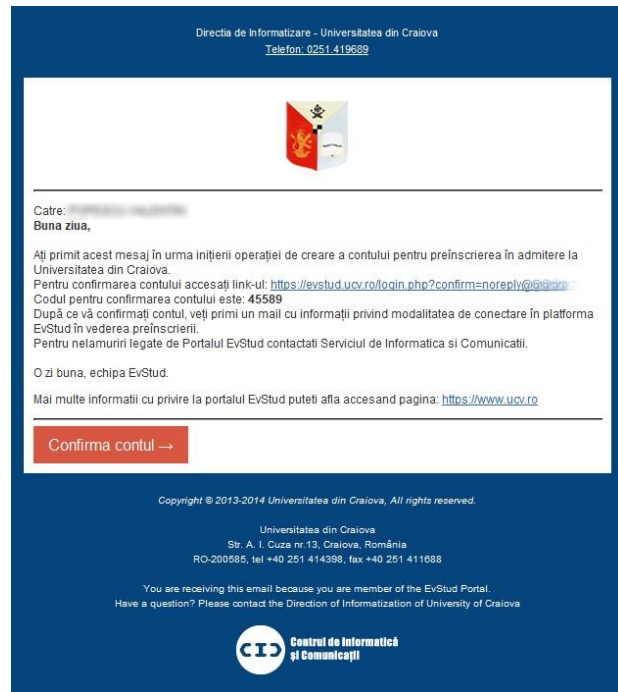 Directia de Informatizare - Universitatea din Craiova
Telefon: 0251.419689
Catre:
Buna ziua,
Ați primit acest mesaj în urma inițierii operației de creare a contului pentru preînscrierea în admitere la
Universitatea din Craiova.
Pentru confirmarea contului accesați link-ul: https://evstud.ucv.ro/login.php?confirm=noreply@
Codul pentru confirmarea contului este: 45589
După ce vă confirmați contul, veți primi un mail cu informații privind modalitatea de conectare în platforma
EvStud în vederea preînscrierii.
Pentru nelamuriri legate de Portalul EvStud contactati Serviciul de Informatica si Comunicatii.
O zi buna, echipa EvStud.
Mai multe informatii cu privire la portalul EvStud puteti afla accesand pagina: https://www.ucv.ro
Confirma contul →
Copyright © 2013-2014 Universitatea din Craiova, All rights reserved.
Universitatea din Craiova
Str. A. I. Cuza nr.13, Craiova, România
RO-200585, tel +40 251 414398, fax +40 251 411688
You are receiving this email because you are member of the EvStud Portal.
Have a question? Please contact the Direction of Informatization of University of Craiova
CIC Centrul de Informatică
și Comunicații